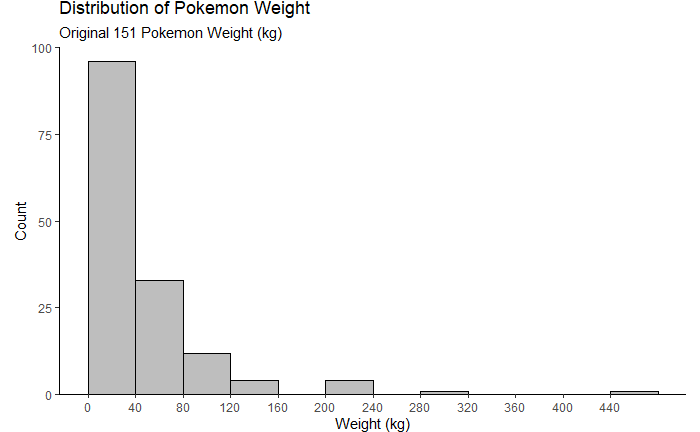 Distribution of Pokemon Weight
Original 151 Pokemon Weight (kg)
100
75
50
25
0
Count
0 40 80 120 160 200 240 280 320 360 400 440
Weight (kg)